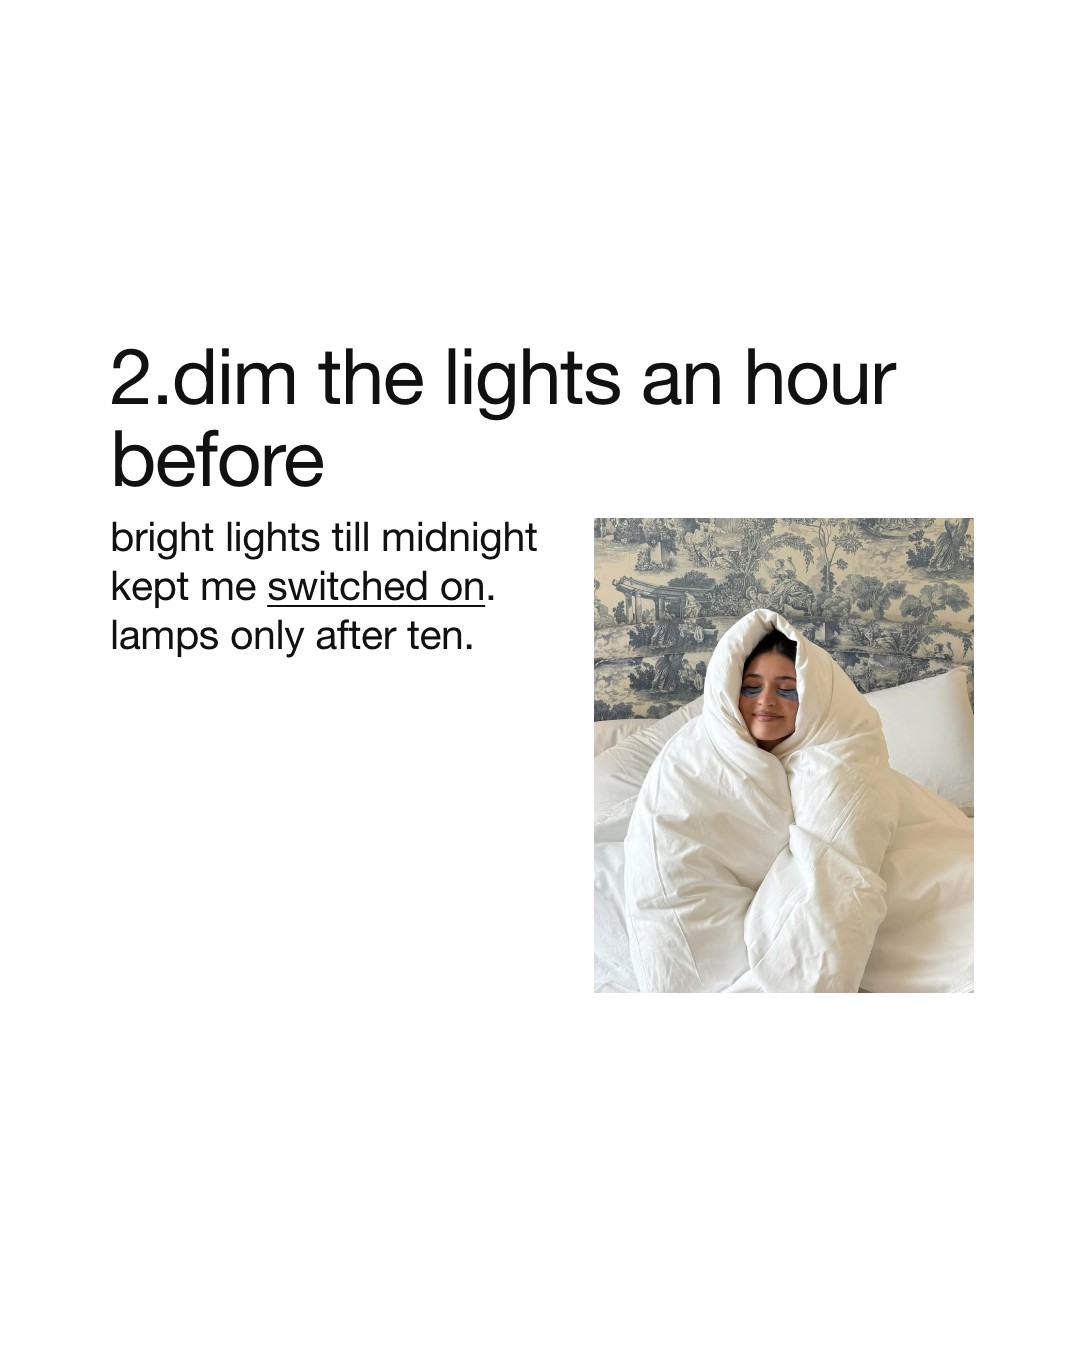 2.dim the lights an hour
before
bright lights till midnight
kept me switched on.
lamps only after ten.